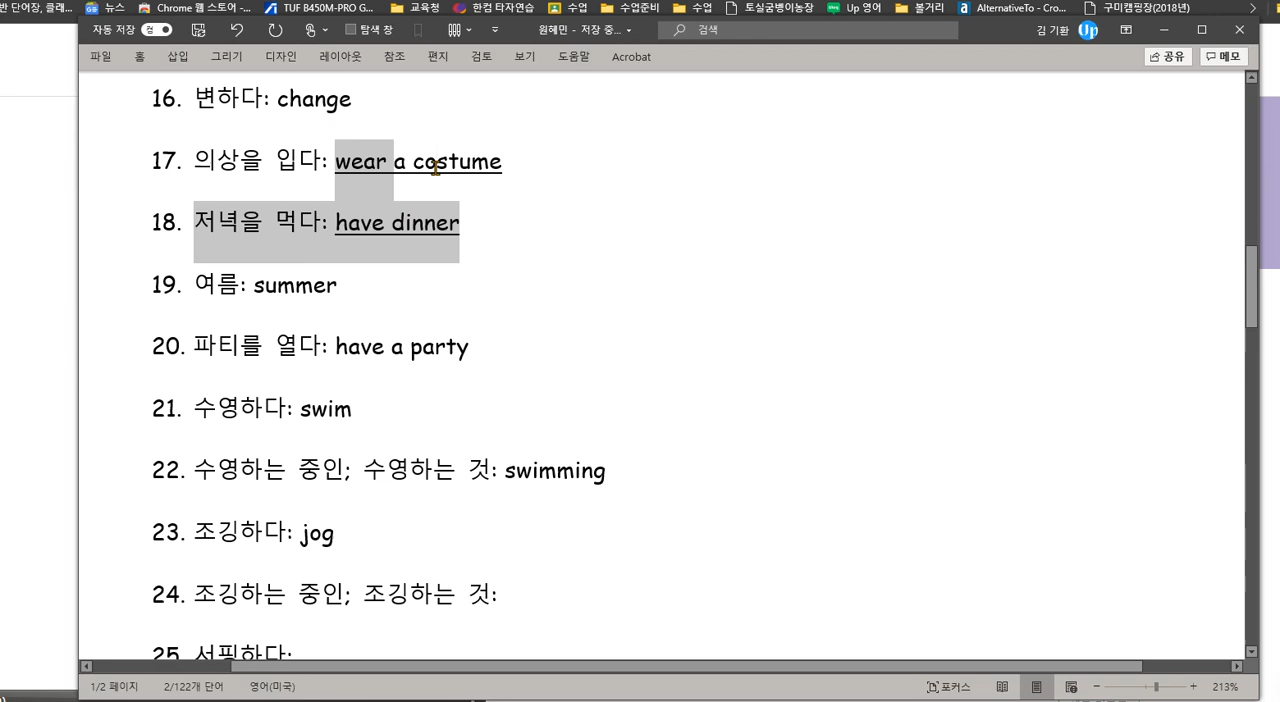 반 단어장, 클래... 뉴스 Chrome 웹 스토어 -... TUF B450M-PRO G... 교육청 한컴 타자연습 수업 수업준비 수업 토실굼벵이농장 Up 영어 볼거리 AlternativeTo - Cro... 구미캠핑장(2018년)
자동 저장 컴 탐색 창 원혜민 - 저장 중... 검색 김 기환 Up
파일 홈 삽입 그리기 디자인 레이아웃 참조 편지 검토 보기 도움말 Acrobat 공유 메모
16. 변하다: change
17. 의상을 입다: wear a costume
18. 저녁을 먹다: have dinner
19. 여름: summer
20. 파티를 열다: have a party
21. 수영하다: swim
22. 수영하는 중인; 수영하는 것: swimming
23. 조깅하다: jog
24. 조깅하는 중인; 조깅하는 것:
25. 서핑하다:
1/2 페이지 2/122개 단어 영어(미국) 포커스 213%